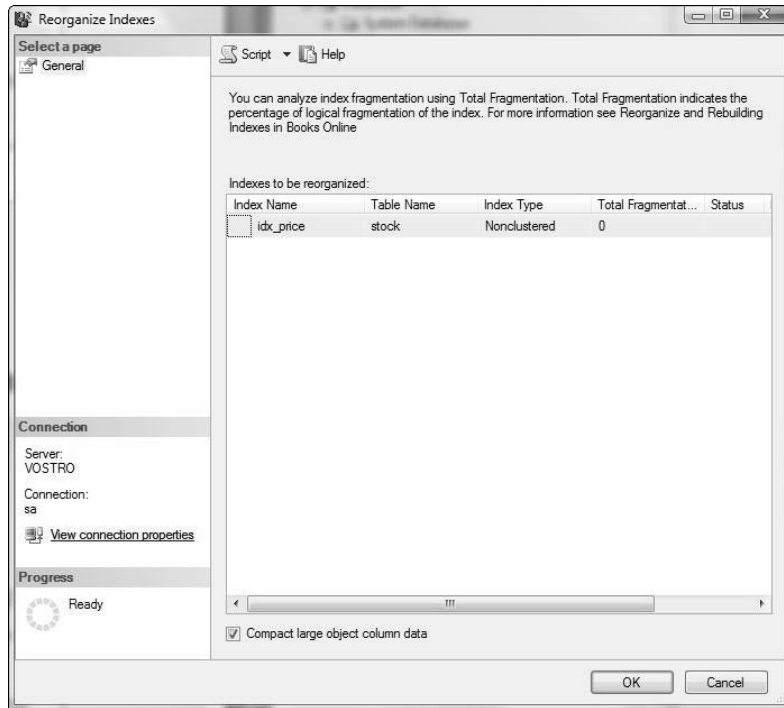 Reorganize Indexes
Select a page
General
Script
Help
You can analyze index fragmentation using Total Fragmentation. Total Fragmentation indicates the
percentage of logical fragmentation of the index. For more information see Reorganize and Rebuilding
Indexes in Books Online
Indexes to be reorganized:
Index Name Table Name Index Type Total Fragmentat... Status
idx_price stock Nonclustered 0
Connection
Server:
VOSTRO
Connection:
sa
View connection properties
Progress
Ready
Compact large object column data
OK Cancel